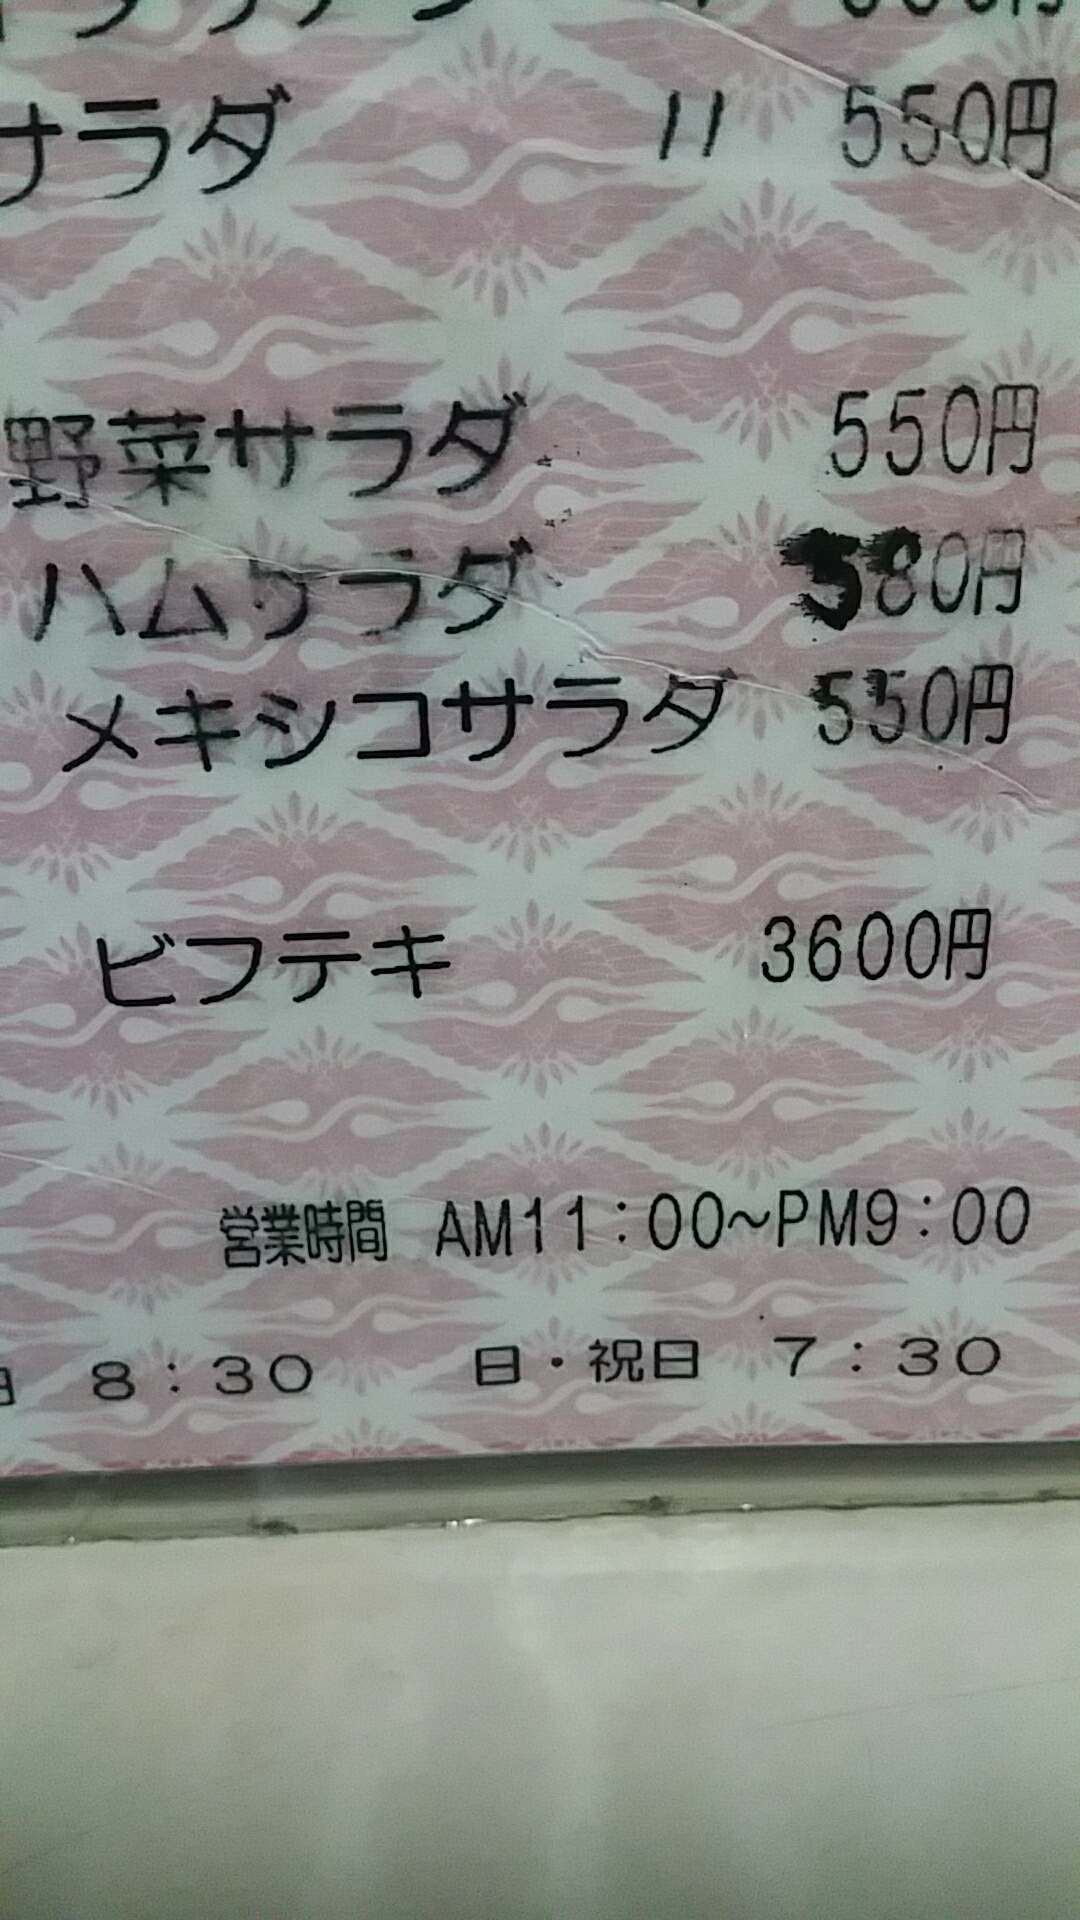 サラダ 〃 550円
野菜サラダ 550円
ハムサラダ 580円
メキシコサラダ 550円
ビフテキ 3600円
営業時間 AM11:00~PM9:00
日 8:30 日・祝日 7:30